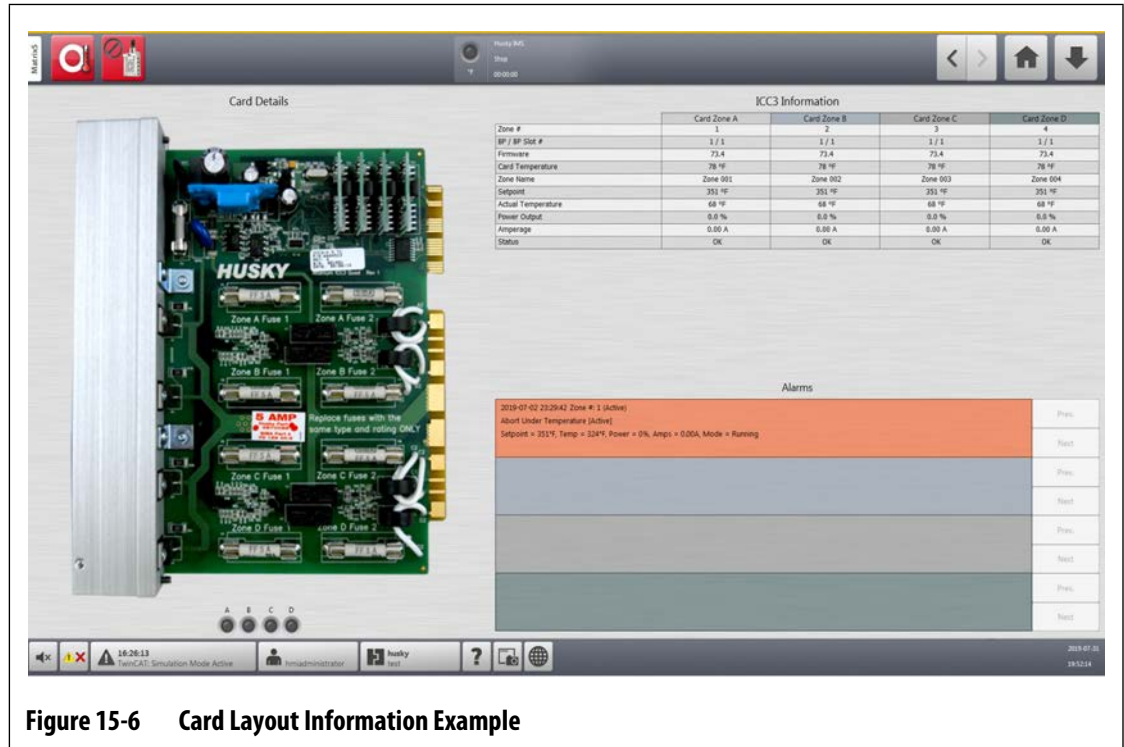 Matrix5
Husky IMS
Stop
00:00:00
Card Details
ICC3 Information
Card Zone A Card Zone B Card Zone C Card Zone D
Zone # 1 2 3 4
BP / BP Slot # 1 / 1 1 / 1 1 / 1 1 / 1
Firmware 73.4 73.4 73.4 73.4
Card Temperature 78 °F 78 °F 78 °F 78 °F
Zone Name Zone 001 Zone 002 Zone 003 Zone 004
Setpoint 351 °F 351 °F 351 °F 351 °F
Actual Temperature 68 °F 68 °F 68 °F 68 °F
Power Output 0.0 % 0.0 % 0.0 % 0.0 %
Amperage 0.00 A 0.00 A 0.00 A 0.00 A
Status OK OK OK OK
HUSKY
ICC3 Quad Rev 1
Zone A Fuse 1 Zone A Fuse 2
Zone B Fuse 1 Zone B Fuse 2
5 AMP
Replace fuses with the
same type and rating ONLY
Zone C Fuse 1 Zone C Fuse 2
Zone D Fuse 1 Zone D Fuse 2
A B C D
Alarms
2019-07-02 23:29:42 Zone #: 1 (Active)
Abort Under Temperature [Active]
Setpoint = 351°F, Temp = 324°F, Power = 0%, Amps = 0.00A, Mode = Running
Prev.
Next
Prev.
Next
Prev.
Next
Prev.
Next
16:26:13
TwinCAT: Simulation Mode Active
hmiadministrator
husky
test
?
2019-07-31
19:52:14
Figure 15-6 Card Layout Information Example